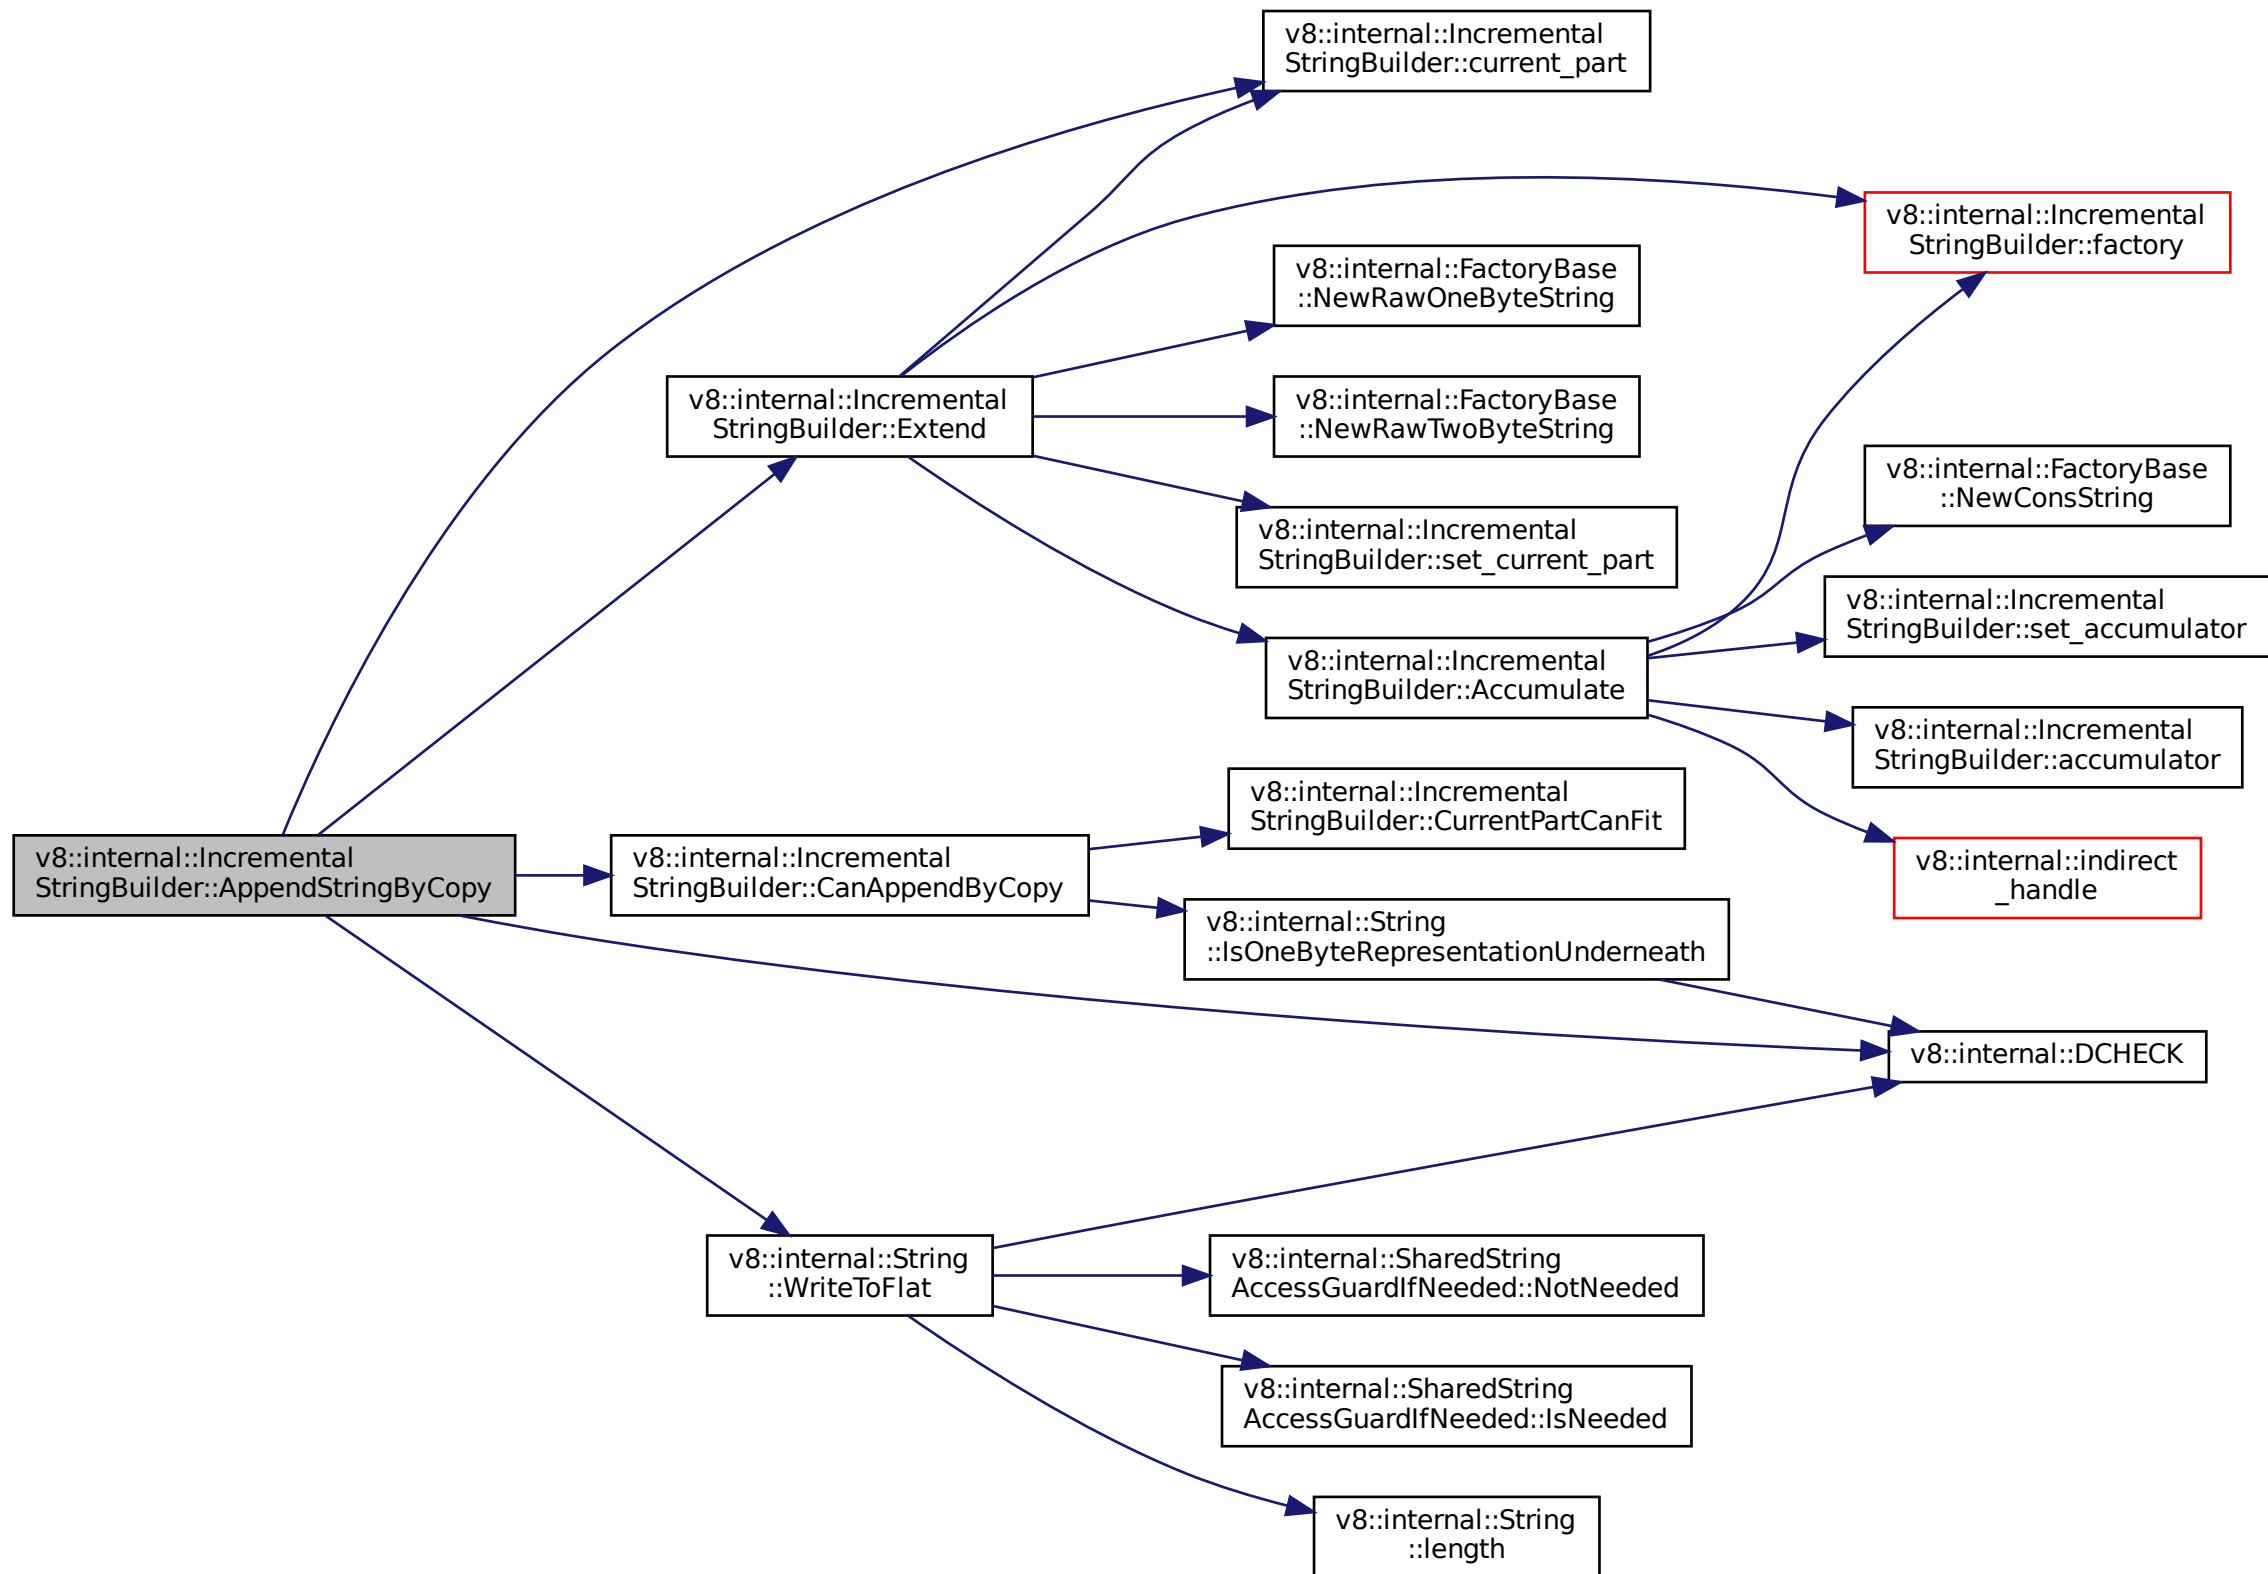 v8::internal::Incremental
StringBuilder::current_part
v8::internal::Incremental
StringBuilder::factory
v8::internal::FactoryBase
::NewRawOneByteString
v8::internal::Incremental
StringBuilder::Extend
v8::internal::FactoryBase
::NewRawTwoByteString
v8::internal::FactoryBase
::NewConsString
v8::internal::Incremental
StringBuilder::set_current_part
v8::internal::Incremental
StringBuilder::set_accumulator
v8::internal::Incremental
StringBuilder::Accumulate
v8::internal::Incremental
StringBuilder::accumulator
v8::internal::Incremental
StringBuilder::CurrentPartCanFit
v8::internal::Incremental
StringBuilder::AppendStringByCopy
v8::internal::Incremental
StringBuilder::CanAppendByCopy
v8::internal::indirect
_handle
v8::internal::String
::IsOneByteRepresentationUnderneath
v8::internal::DCHECK
v8::internal::String
::WriteToFlat
v8::internal::SharedString
AccessGuardIfNeeded::NotNeeded
v8::internal::SharedString
AccessGuardIfNeeded::IsNeeded
v8::internal::String
::length